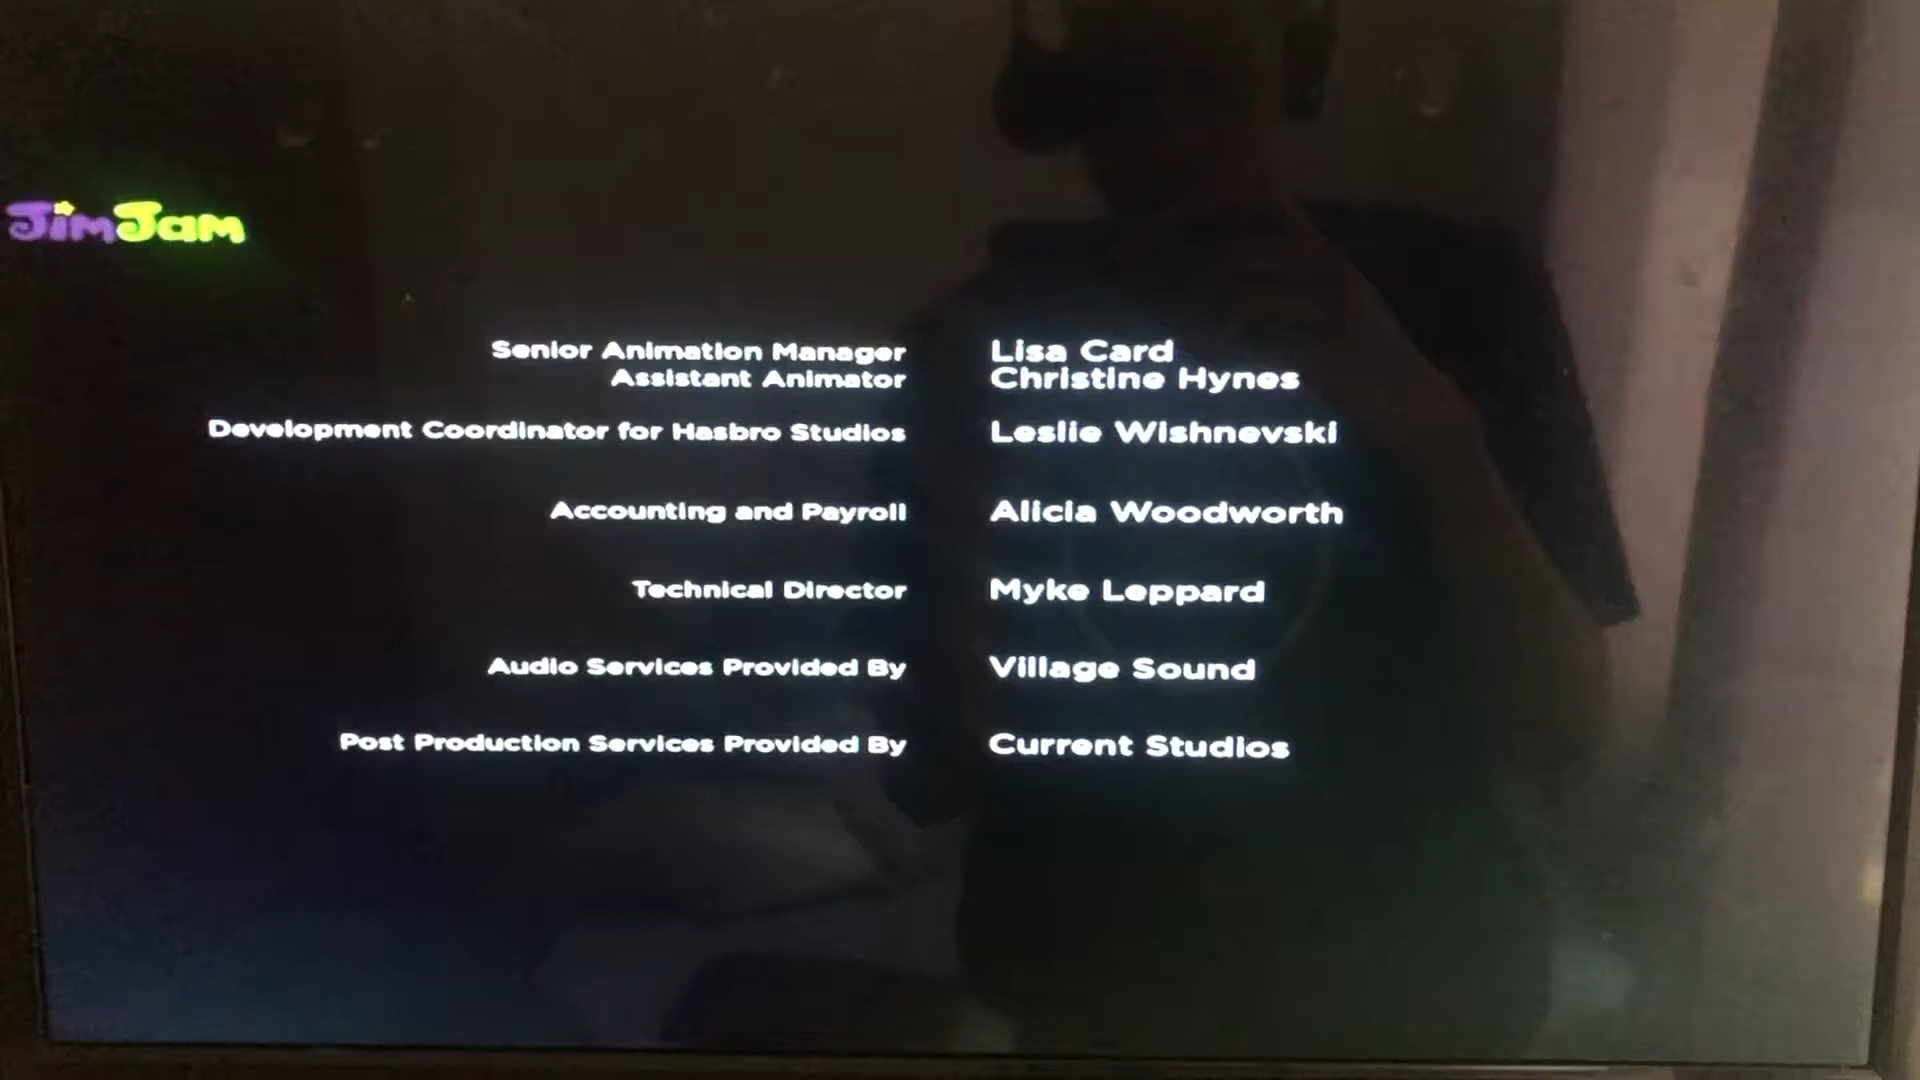 JimJam
Senior Animation Manager Lisa Card
Assistant Animator Christine Hynes
Development Coordinator for Hasbro Studios Leslie Wishnevski
Accounting and Payroll Alicia Woodworth
Technical Director Myke Leppard
Audio Services Provided By Village Sound
Post Production Services Provided By Current Studios